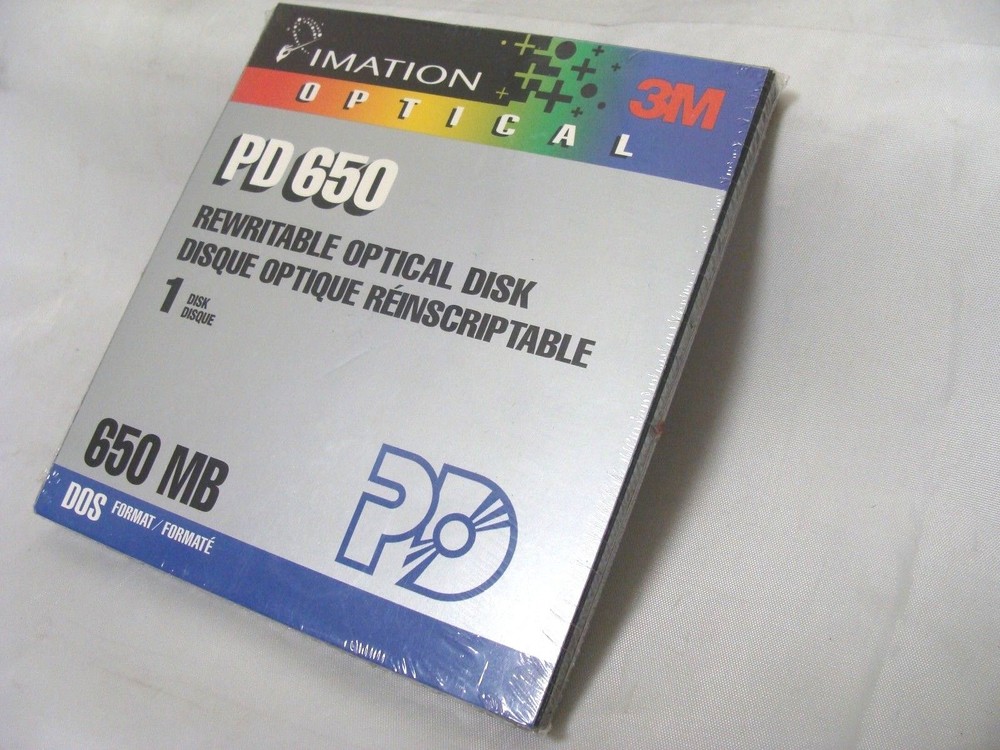 IMATION
3M
OPTICAL
PD 650
REWRITABLE OPTICAL DISK
DISQUE OPTIQUE RÉINSCRIPTABLE
1 DISK
DISQUE
650 MB
DOS FORMAT/FORMATÉ
PD